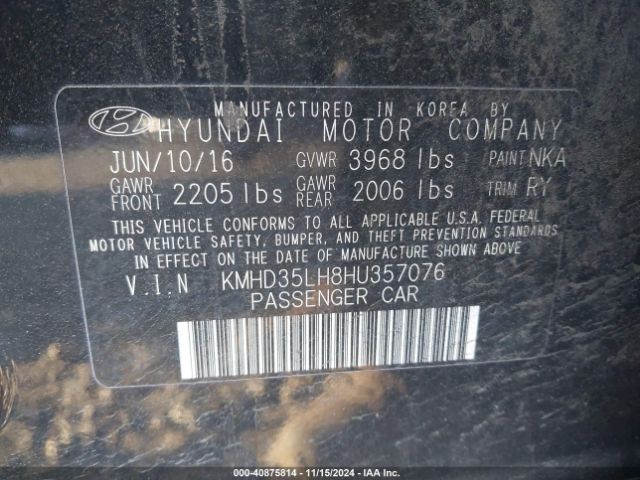 MANUFACTURED IN KOREA BY
HYUNDAI MOTOR COMPANY
JUN/10/16 GVWR 3968 lbs PAINT NKA
GAWR FRONT 2205 lbs GAWR REAR 2006 lbs TRIM RY
THIS VEHICLE CONFORMS TO ALL APPLICABLE U.S.A. FEDERAL
MOTOR VEHICLE SAFETY, BUMPER, AND THEFT PREVENTION STANDARDS
IN EFFECT ON THE DATE OF MANUFACTURE SHOWN ABOVE.
V.I.N KMHD35LH8HU357076
PASSENGER CAR
000-40875814 - 11/15/2024 - IAA Inc.